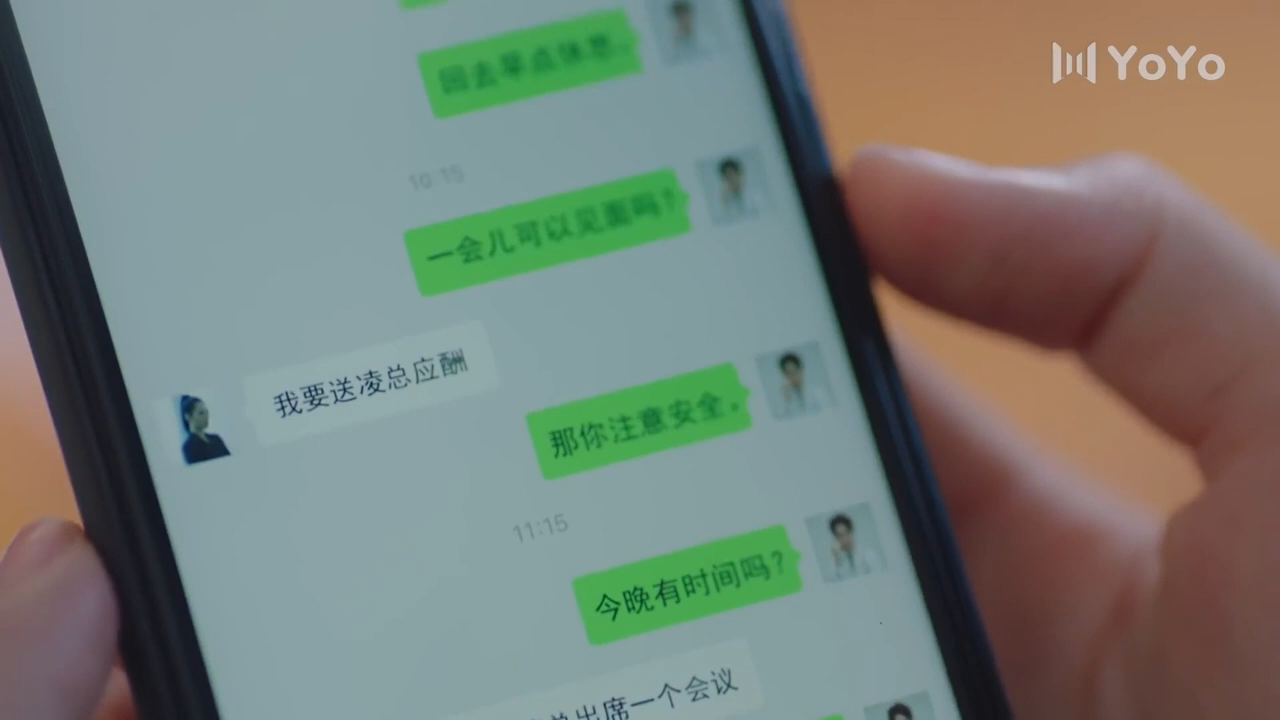 YoYo
回去早点休息。
10:15
一会儿可以见面吗?
我要送凌总应酬
那你注意安全。
11:15
今晚有时间吗?
总出席一个会议